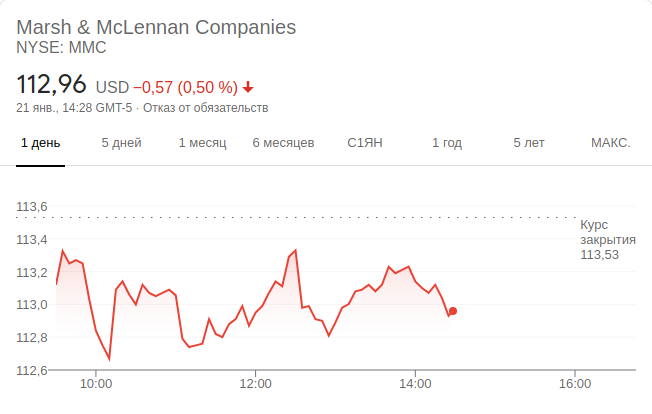 Marsh & McLennan Companies
NYSE: MMC
112,96 USD −0,57 (0,50 %)
21 янв., 14:28 GMT-5 · Отказ от обязательств
1 день 5 дней 1 месяц 6 месяцев С1ЯН 1 год 5 лет МАКС.
113,6
Курс
113,4
закрытия
113,53
113,2
113,0
112,8
112,6
10:00 12:00 14:00 16:00